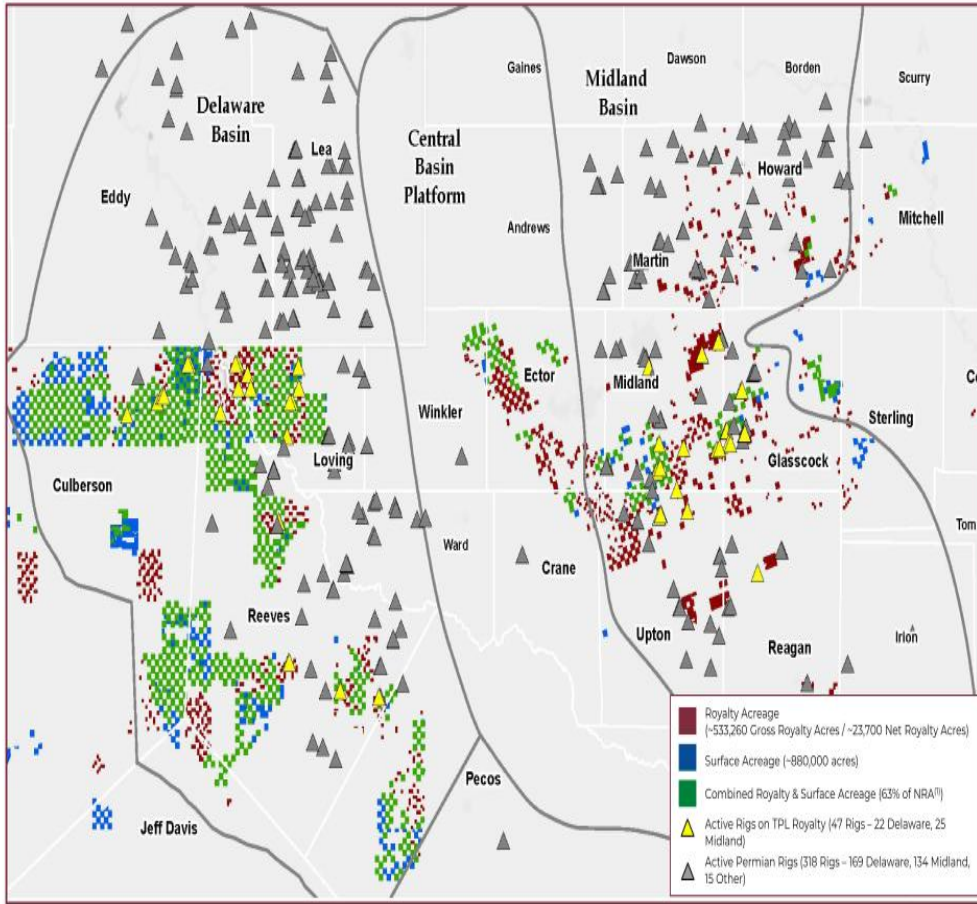 Gaines
Dawson
Borden
Scurry
Midland
Basin
Delaware
Basin
Lea
Central
Basin
Platform
Howard
Eddy
Mitchell
Andrews
Martin
Ector
Midland
Winkler
Sterling
Loving
Glasscock
Culberson
Ward
Tom
Crane
Reeves
Upton
Reagan
Irion
Pecos
Jeff Davis
Royalty Acreage
(~533,260 Gross Royalty Acres / ~23,700 Net Royalty Acres)
Surface Acreage (~880,000 acres)
Combined Royalty & Surface Acreage (63% of NRA⁽¹⁾)
Active Rigs on TPL Royalty (47 Rigs – 22 Delaware, 25
Midland)
Active Permian Rigs (318 Rigs – 169 Delaware, 134 Midland,
15 Other)